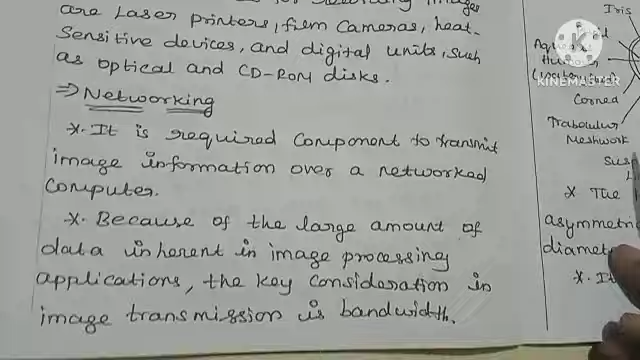 are Laser printers, film Cameras, heat-
Sensitive devices, and digital units, such
as optical and CD-ROM disks.
⇒ Networking
*. It is required Component to transmit
image information over a networked
Computer.
*. Because of the large amount of
data inherent in image processing
applications, the key consideration in
image transmission is bandwidth.
Iris
KINEMASTER
Cornea
Trabelulur
Meshwork
* The
asymmetri
diamet
*. It